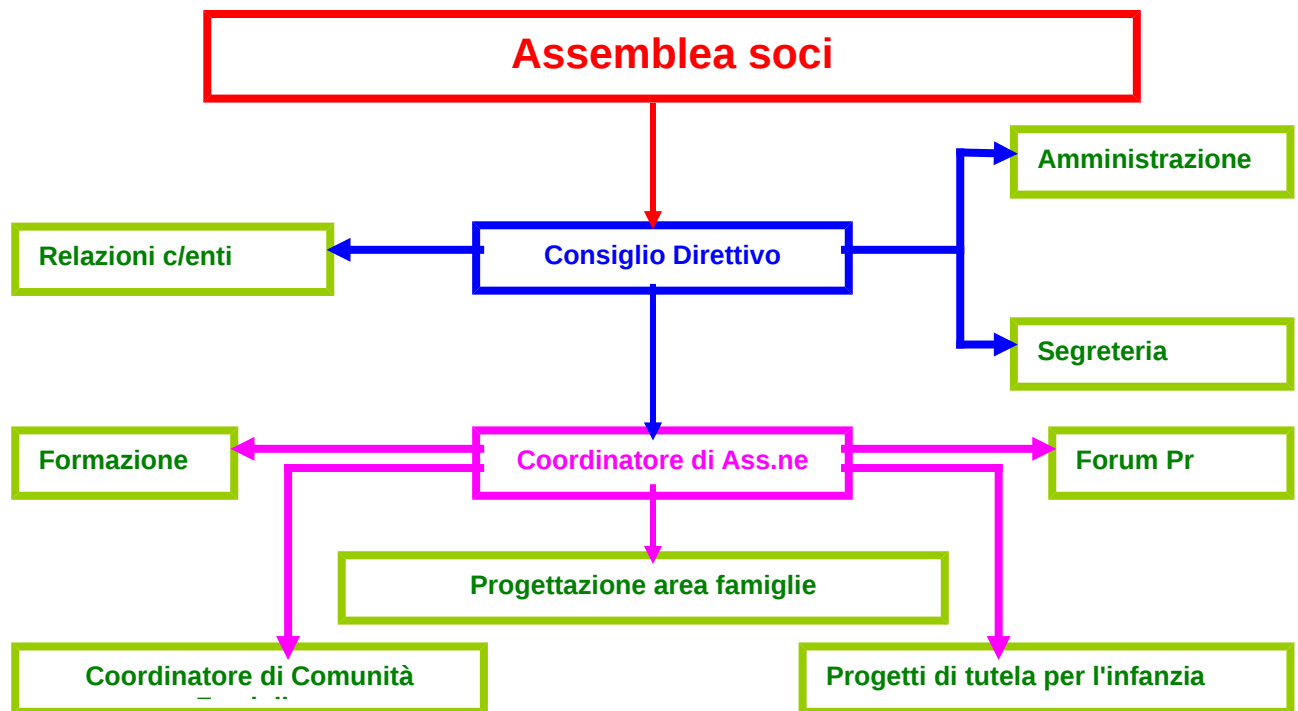 Assemblea soci
Amministrazione
Relazioni c/enti
Consiglio Direttivo
Segreteria
Formazione
Coordinatore di Ass.ne
Forum Pr
Progettazione area famiglie
Coordinatore di Comunità
Progetti di tutela per l'infanzia